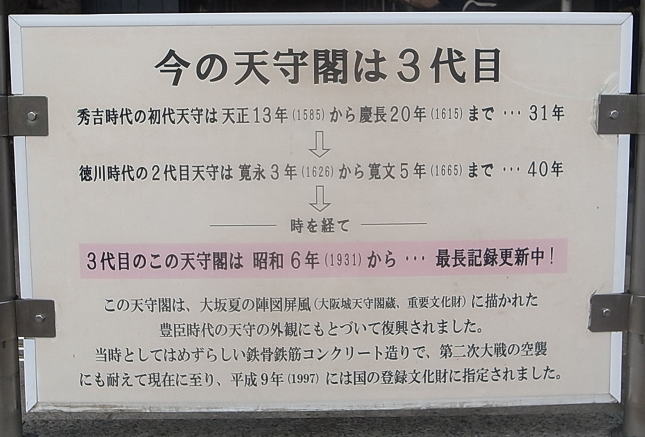 今の天守閣は３代目
秀吉時代の初代天守は 天正13年(1585) から 慶長20年(1615) まで … 31年
徳川時代の２代目天守は 寛永３年(1626) から 寛文５年(1665) まで … 40年
時を経て
３代目のこの天守閣は 昭和６年(1931) から … 最長記録更新中！
この天守閣は、大坂夏の陣図屏風(大阪城天守閣蔵、重要文化財)に描かれた
豊臣時代の天守の外観にもとづいて復興されました。
当時としてはめずらしい鉄骨鉄筋コンクリート造りで、第二次大戦の空襲
にも耐えて現在に至り、平成９年(1997)には国の登録文化財に指定されました。